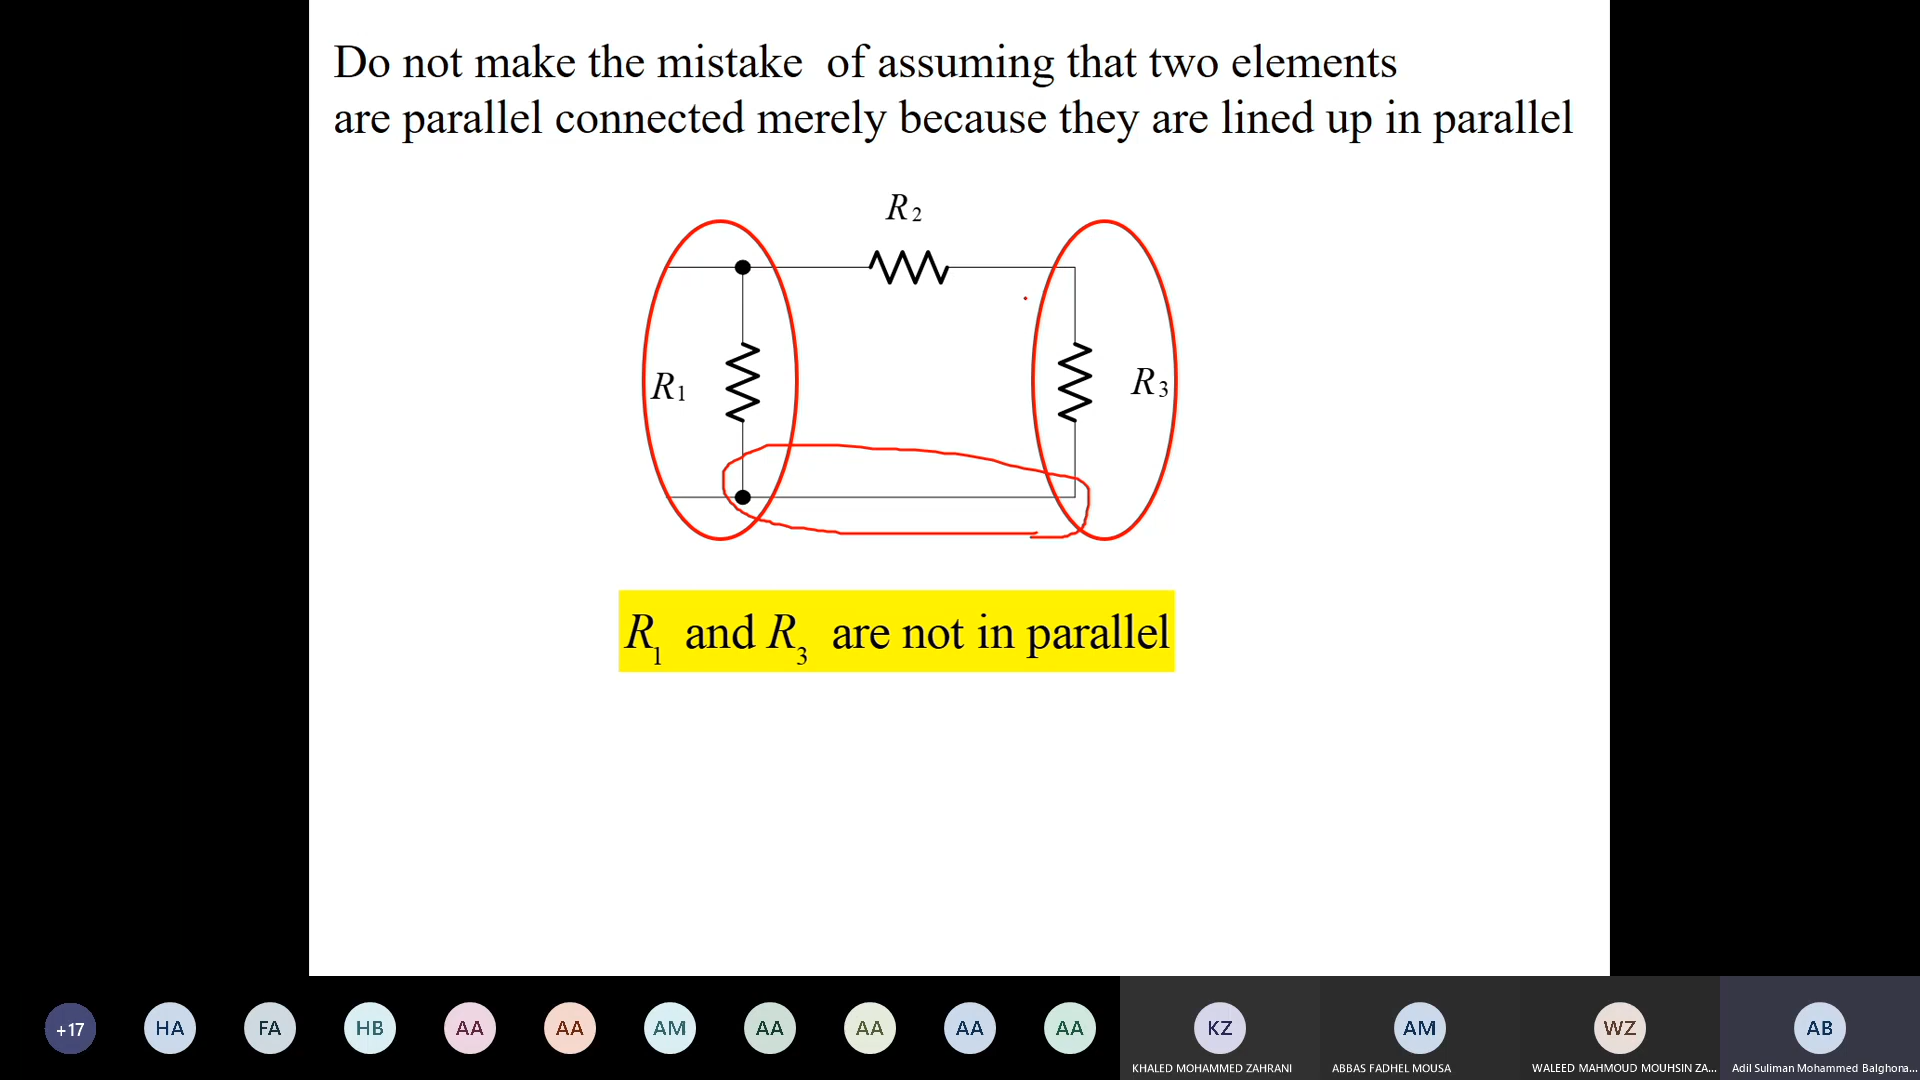 Do not make the mistake of assuming that two elements
are parallel connected merely because they are lined up in parallel
R2
R1
R3
R1 and R3 are not in parallel
+17 HA FA HB AA AA AM AA AA AA AA KZ AM WZ AB
KHALED MOHAMMED ZAHRANI ABBAS FADHEL MOUSA WALEED MAHMOUD MOUHSIN ZA... Adil Suliman Mohammed Balghona...